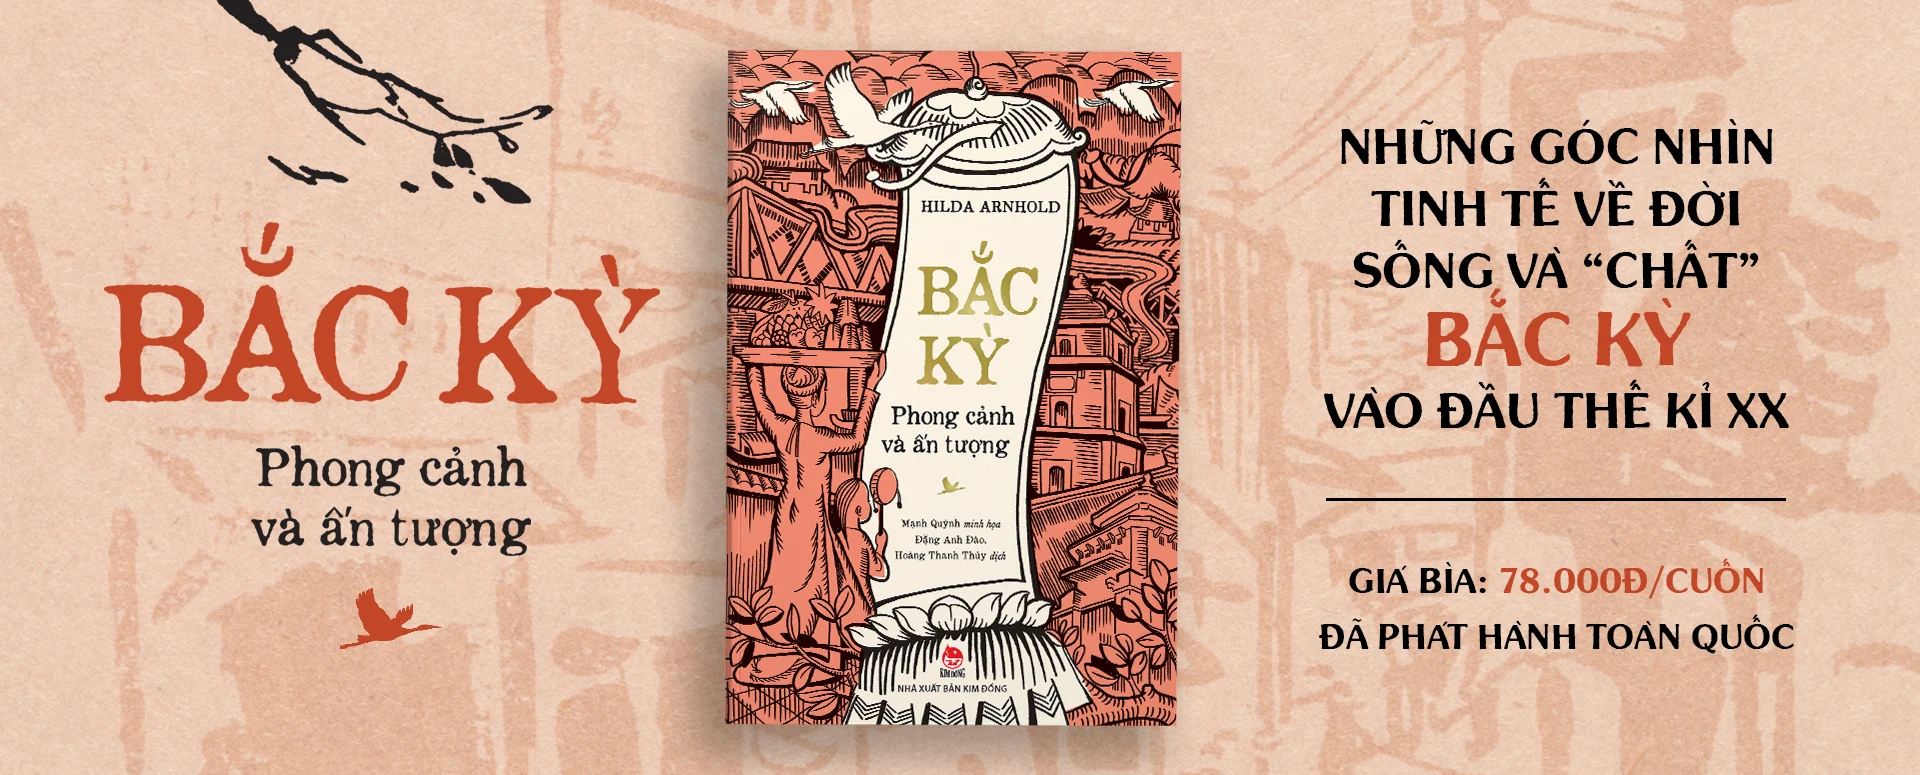 BẮC KỲ
Phong cảnh
và ấn tượng
HILDA ARNHOLD
BẮC
KỲ
Phong cảnh
và ấn tượng
Mạnh Quỳnh minh họa
Đặng Anh Đào,
Hoàng Thanh Thủy dịch
KIM ĐỒNG
NHÀ XUẤT BẢN KIM ĐỒNG
NHỮNG GÓC NHÌN
TINH TẾ VỀ ĐỜI
SỐNG VÀ “CHẤT”
BẮC KỲ
VÀO ĐẦU THẾ KỈ XX
GIÁ BÌA: 78.000Đ/CUỐN
ĐÃ PHÁT HÀNH TOÀN QUỐC